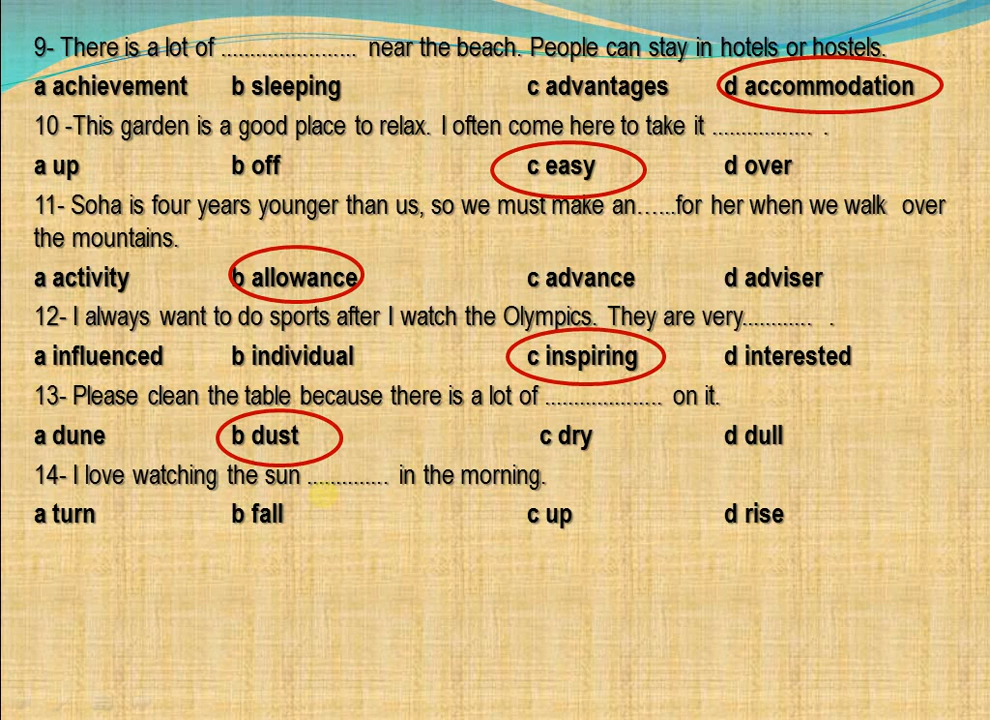 9- There is a lot of ....................... near the beach. People can stay in hotels or hostels.
a achievement b sleeping c advantages d accommodation
10 -This garden is a good place to relax. I often come here to take it ................. .
a up b off c easy d over
11- Soha is four years younger than us, so we must make an…...for her when we walk over
the mountains.
a activity b allowance c advance d adviser
12- I always want to do sports after I watch the Olympics. They are very............ .
a influenced b individual c inspiring d interested
13- Please clean the table because there is a lot of .................... on it.
a dune b dust c dry d dull
14- I love watching the sun .............. in the morning.
a turn b fall c up d rise